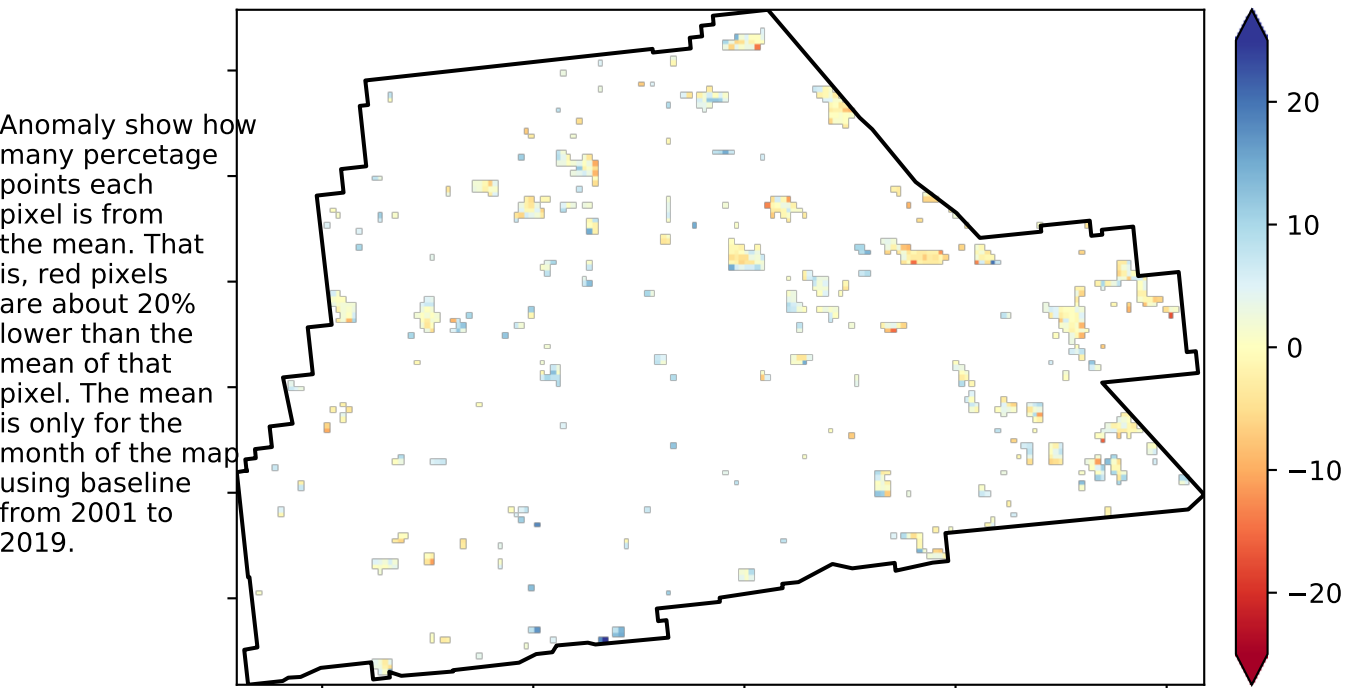 Anomaly show how
many percetage
points each
pixel is from
the mean. That
is, red pixels
are about 20%
lower than the
mean of that
pixel. The mean
is only for the
month of the map
using baseline
from 2001 to
2019.
20
10
0
−10
−20